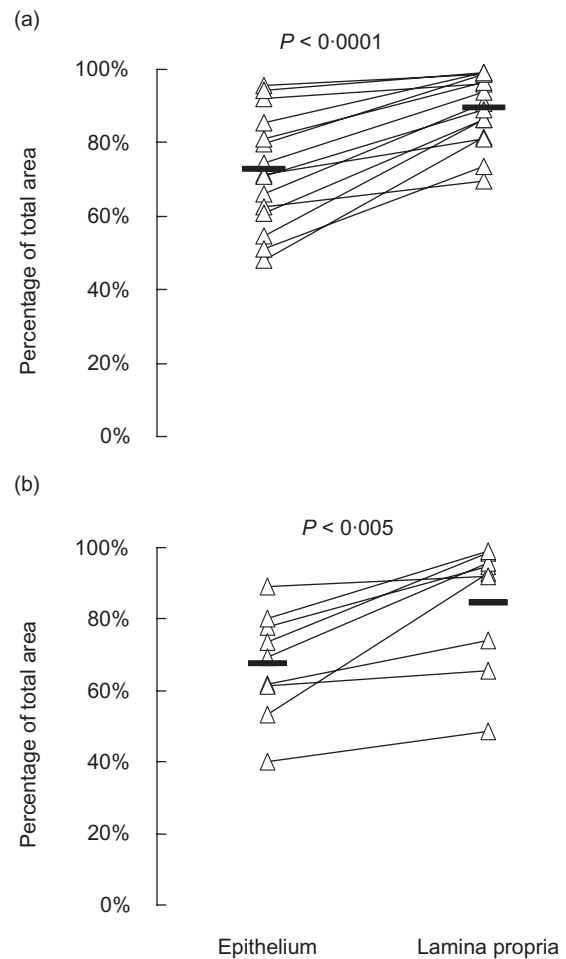 (a)
P < 0·0001
100%
80%
60%
40%
20%
0%
Percentage of total area
(b)
P < 0·005
100%
80%
60%
40%
20%
0%
Percentage of total area
Epithelium
Lamina propria